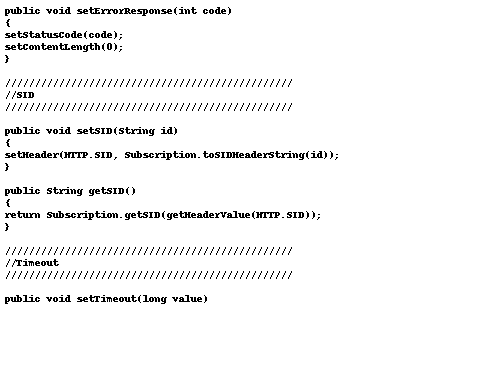 public void setErrorResponse(int code)
{
setStatusCode(code);
setContentLength(0);
}
////////////////////////////////////////////////
//SID
////////////////////////////////////////////////
public void setSID(String id)
{
setHeader(HTTP.SID, Subscription.toSIDHeaderString(id));
}
public String getSID()
{
return Subscription.getSID(getHeaderValue(HTTP.SID));
}
////////////////////////////////////////////////
//Timeout
////////////////////////////////////////////////
public void setTimeout(long value)